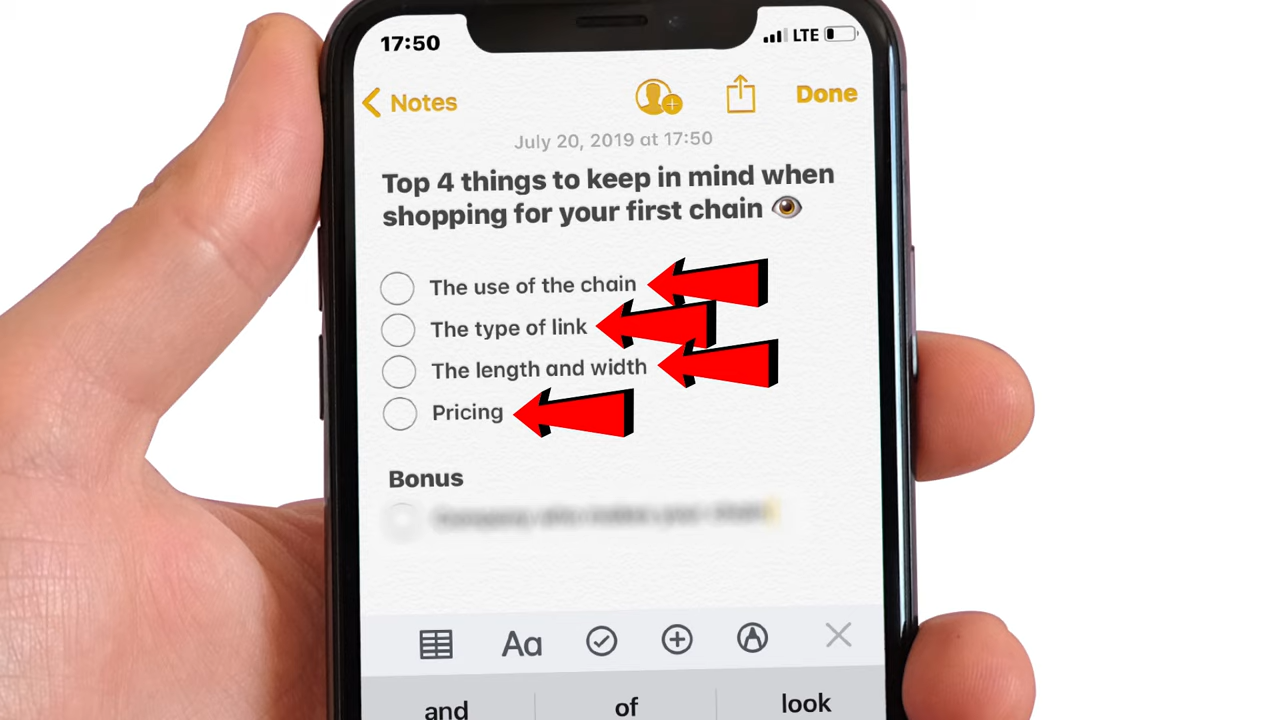 17:50
LTE
Notes
Done
July 20, 2019 at 17:50
Top 4 things to keep in mind when
shopping for your first chain 👁
The use of the chain
The type of link
The length and width
Pricing
Bonus
Aa
and of look